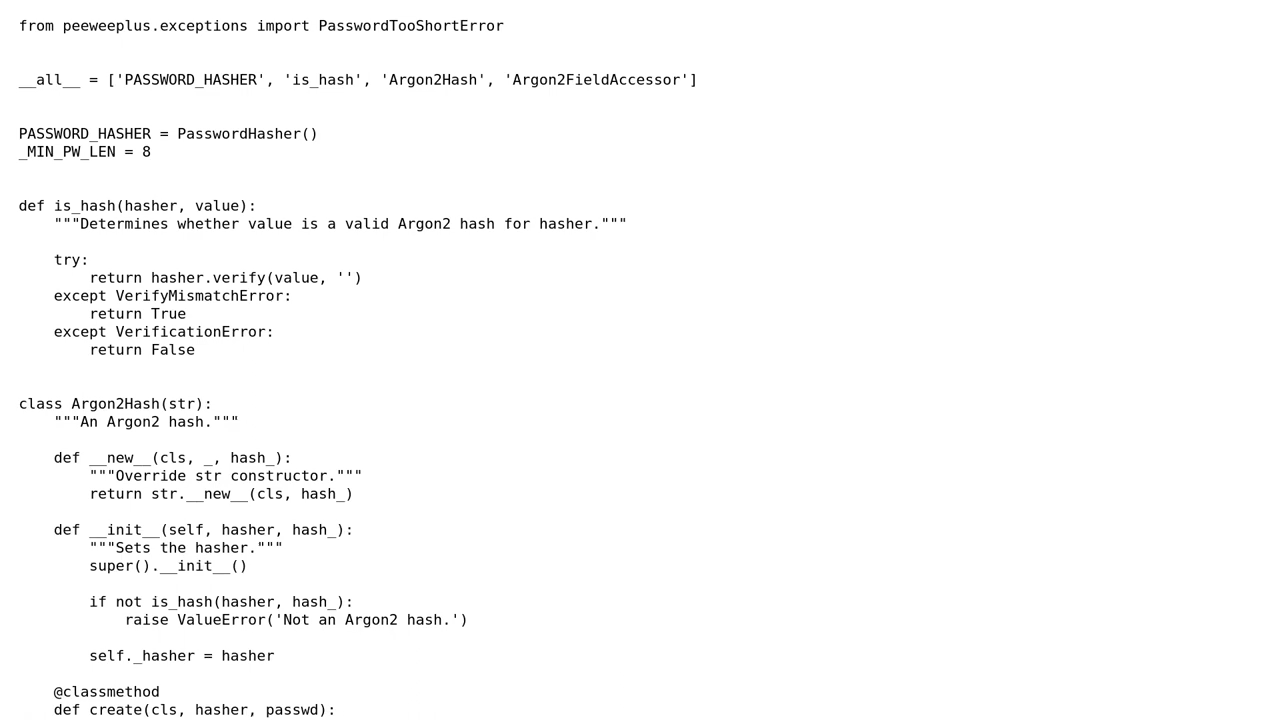 from peeweeplus.exceptions import PasswordTooShortError


__all__ = ['PASSWORD_HASHER', 'is_hash', 'Argon2Hash', 'Argon2FieldAccessor']


PASSWORD_HASHER = PasswordHasher()
_MIN_PW_LEN = 8


def is_hash(hasher, value):
    """Determines whether value is a valid Argon2 hash for hasher."""

    try:
        return hasher.verify(value, '')
    except VerifyMismatchError:
        return True
    except VerificationError:
        return False


class Argon2Hash(str):
    """An Argon2 hash."""

    def __new__(cls, _, hash_):
        """Override str constructor."""
        return str.__new__(cls, hash_)

    def __init__(self, hasher, hash_):
        """Sets the hasher."""
        super().__init__()

        if not is_hash(hasher, hash_):
            raise ValueError('Not an Argon2 hash.')

        self._hasher = hasher

    @classmethod
    def create(cls, hasher, passwd):